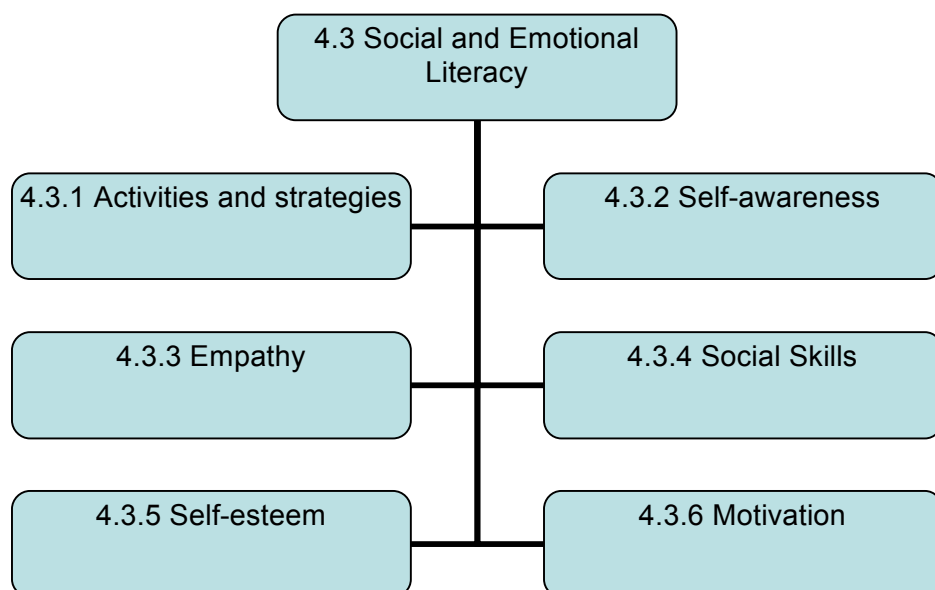 4.3 Social and Emotional
Literacy
4.3.1 Activities and strategies
4.3.2 Self-awareness
4.3.3 Empathy
4.3.4 Social Skills
4.3.5 Self-esteem
4.3.6 Motivation